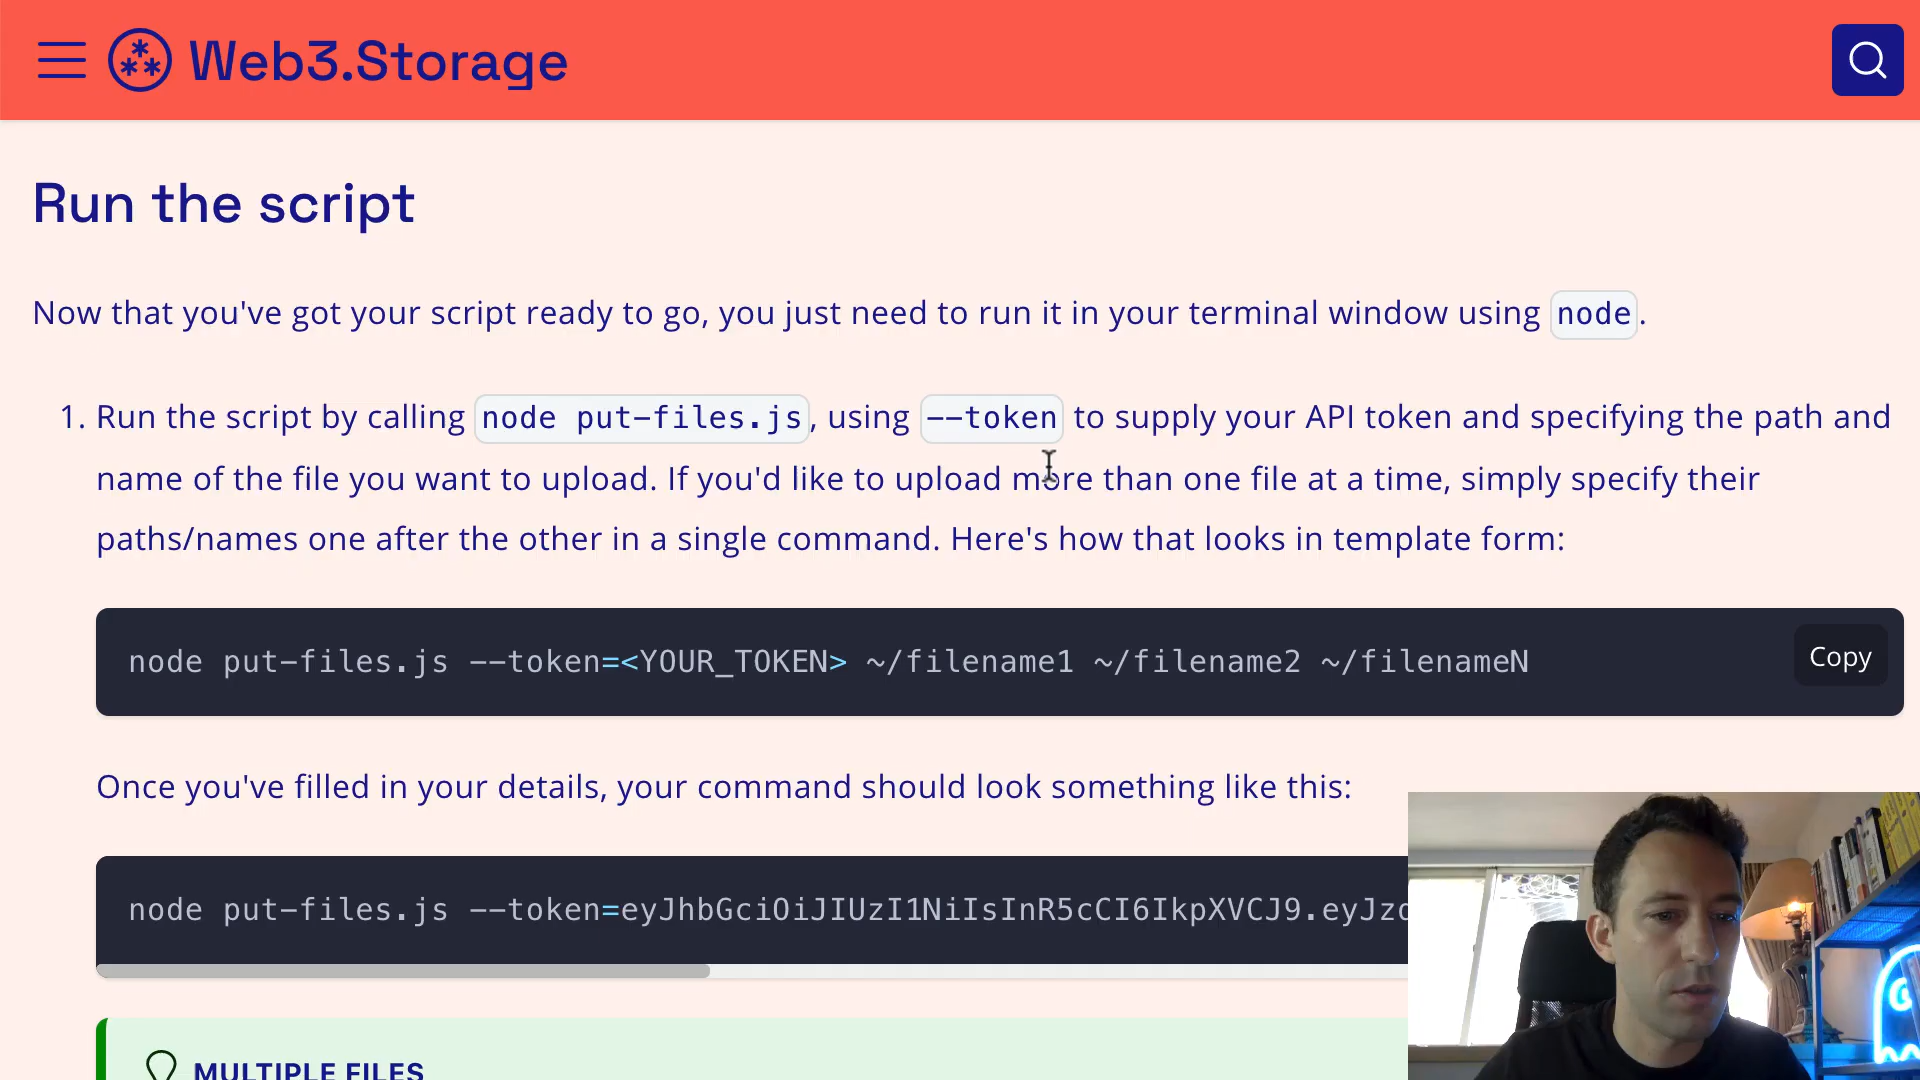 Web3.Storage
Run the script
Now that you've got your script ready to go, you just need to run it in your terminal window using node.
1. Run the script by calling node put-files.js, using --token to supply your API token and specifying the path and
name of the file you want to upload. If you'd like to upload more than one file at a time, simply specify their
paths/names one after the other in a single command. Here's how that looks in template form:
node put-files.js --token=<YOUR_TOKEN> ~/filename1 ~/filename2 ~/filenameN
Copy
Once you've filled in your details, your command should look something like this:
node put-files.js --token=eyJhbGciOiJIUzI1NiIsInR5cCI6IkpXVCJ9.eyJzd
MULTIPLE FILES